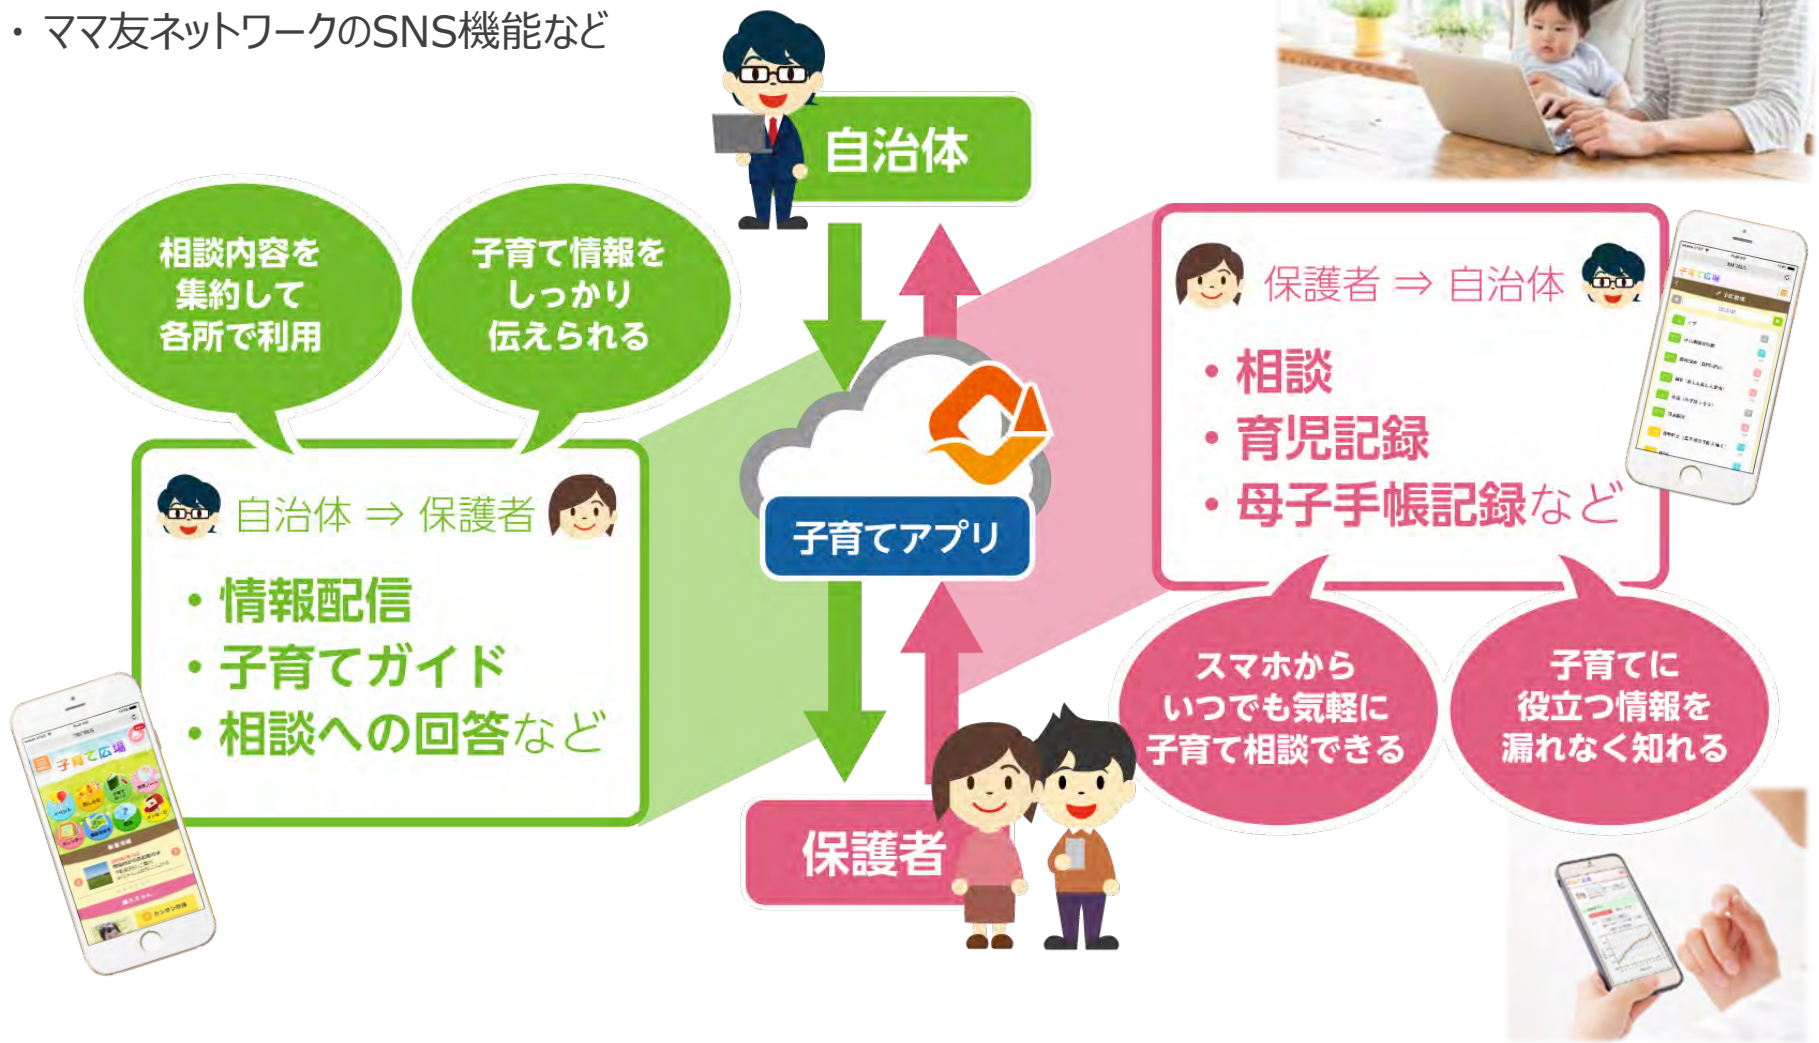 ・ママ友ネットワークのSNS機能など
自治体
相談内容を
集約して
各所で利用
子育て情報を
しっかり
伝えられる
自治体 ⇒ 保護者
・情報配信
・子育てガイド
・相談への回答など
子育てアプリ
保護者 ⇒ 自治体
・相談
・育児記録
・母子手帳記録など
スマホから
いつでも気軽に
子育て相談できる
子育てに
役立つ情報を
漏れなく知れる
保護者
子育て広場
子育て広場